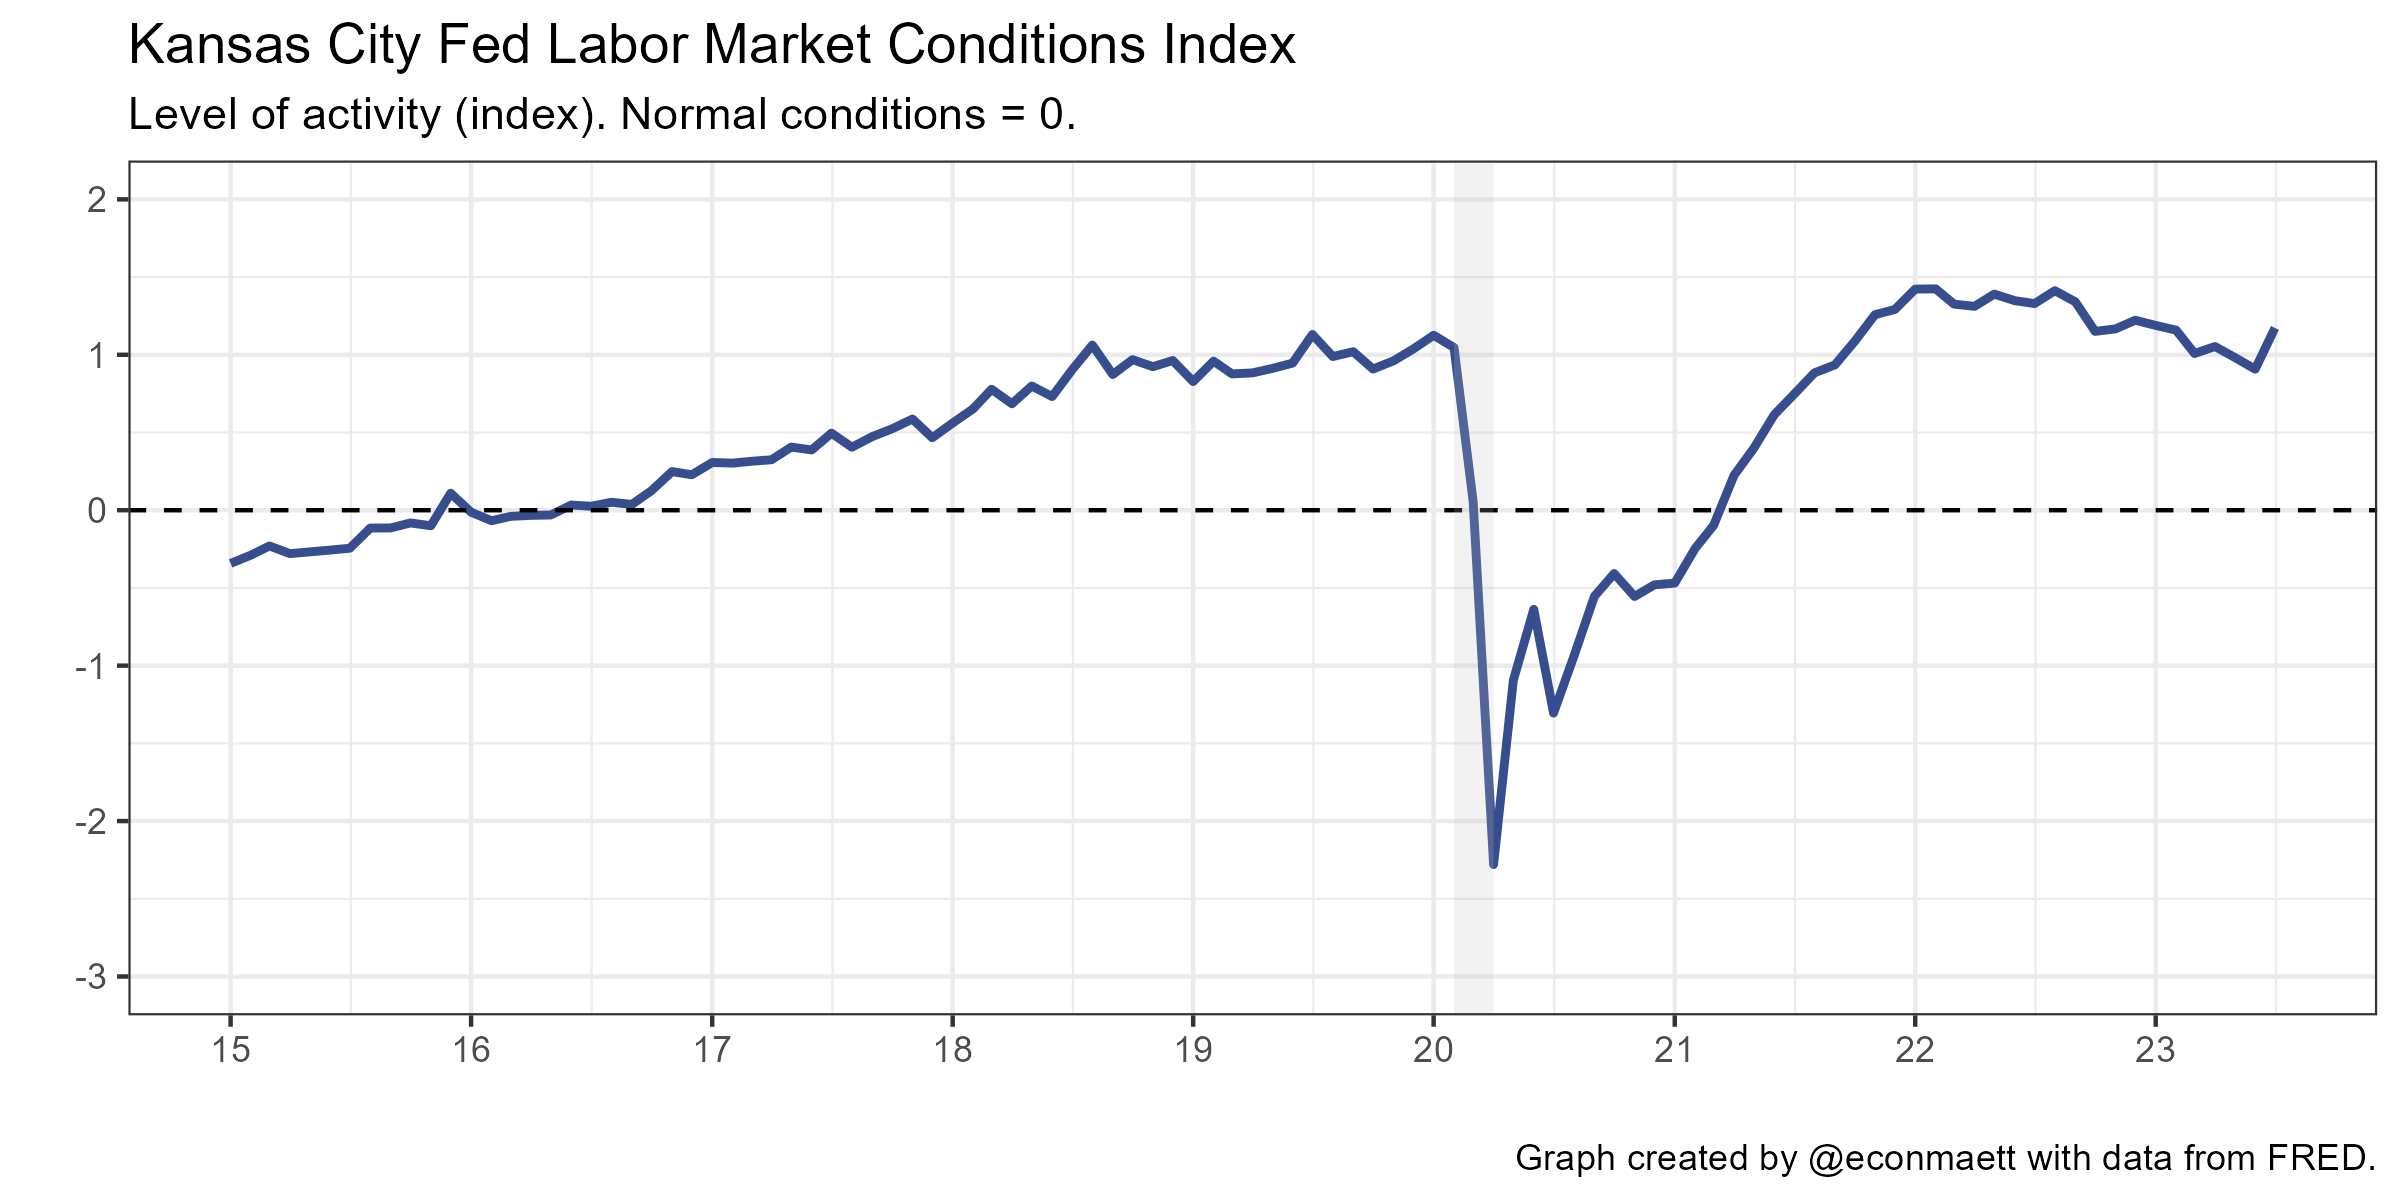 Kansas City Fed Labor Market Conditions Index
Level of activity (index). Normal conditions = 0.
2
1
0
-1
-2
-3
15 16 17 18 19 20 21 22 23
Graph created by @econmaett with data from FRED.